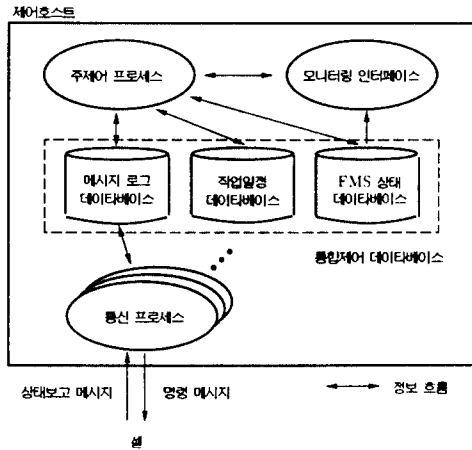 제어호스트
주제어 프로세스
모니터링 인터페이스
메시지 로그
데이타베이스
작업일정
데이타베이스
FMS 상태
데이타베이스
통합제어 데이타베이스
통신 프로세스
상태보고 메시지
명령 메시지
정보 흐름
셀